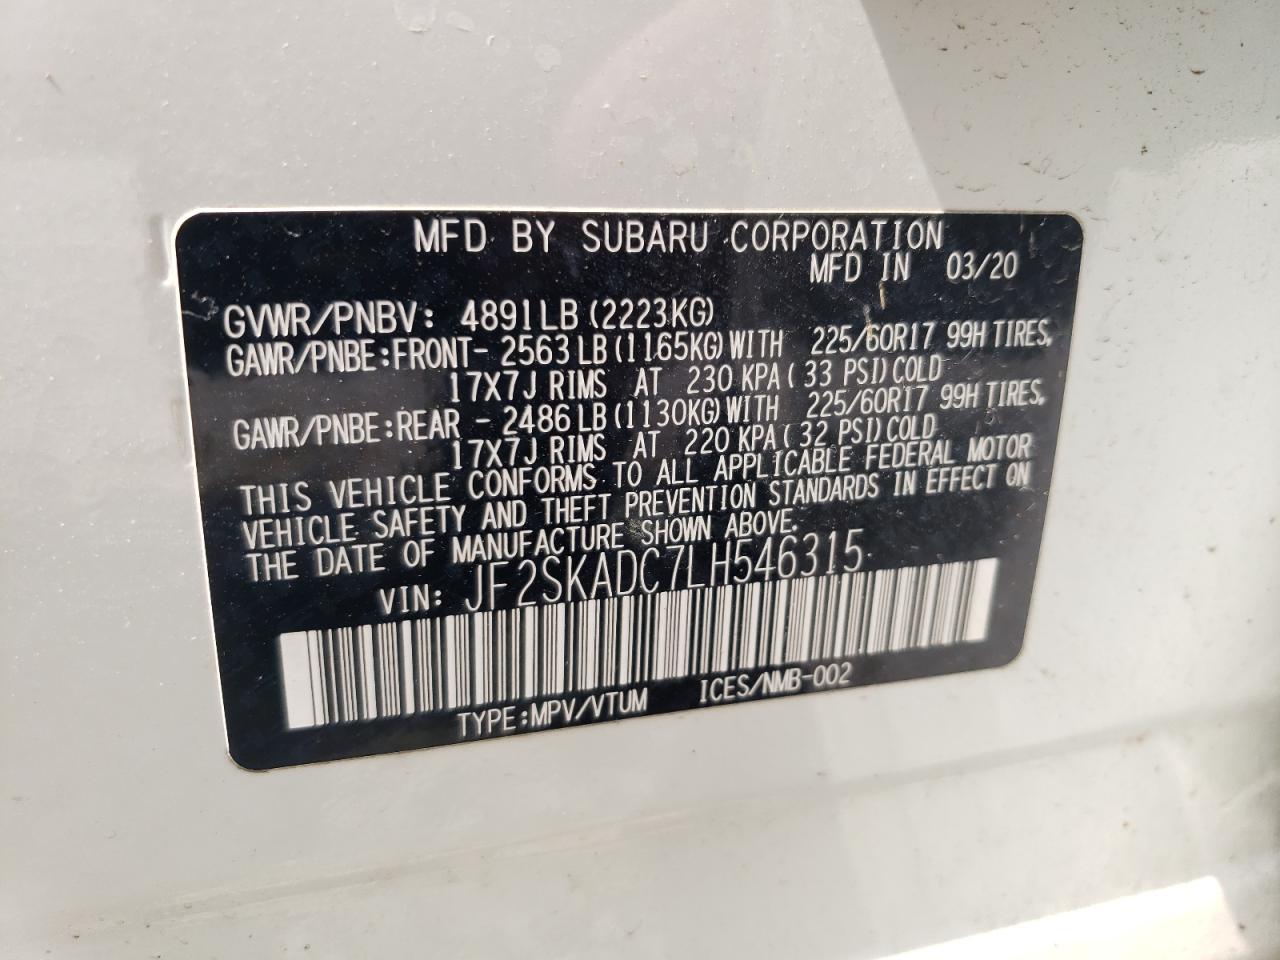 MFD BY SUBARU CORPORATION
MFD IN 03/20
GVWR/PNBV: 4891LB (2223KG)
GAWR/PNBE:FRONT- 2563LB(1165KG)WITH 225/60R17 99H TIRES,
17X7J RIMS AT 230 KPA( 33 PSI)COLD
GAWR/PNBE:REAR - 2486LB(1130KG)WITH 225/60R17 99H TIRES,
17X7J RIMS AT 220 KPA( 32 PSI)COLD
THIS VEHICLE CONFORMS TO ALL APPLICABLE FEDERAL MOTOR
VEHICLE SAFETY AND THEFT PREVENTION STANDARDS IN EFFECT ON
THE DATE OF MANUFACTURE SHOWN ABOVE.
VIN: JF2SKADC7LH546315
TYPE:MPV/VTUM ICES/NMB-002